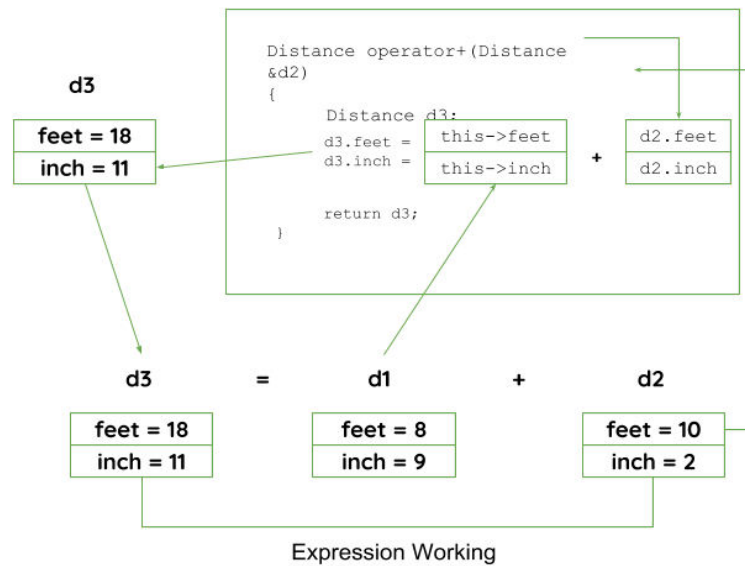 Distance operator+(Distance
&d2)
{
Distance d3;
d3.feet = this->feet + d2.feet
d3.inch = this->inch d2.inch
return d3;
}
d3
feet = 18
inch = 11
d3 = d1 + d2
feet = 18 feet = 8 feet = 10
inch = 11 inch = 9 inch = 2
Expression Working